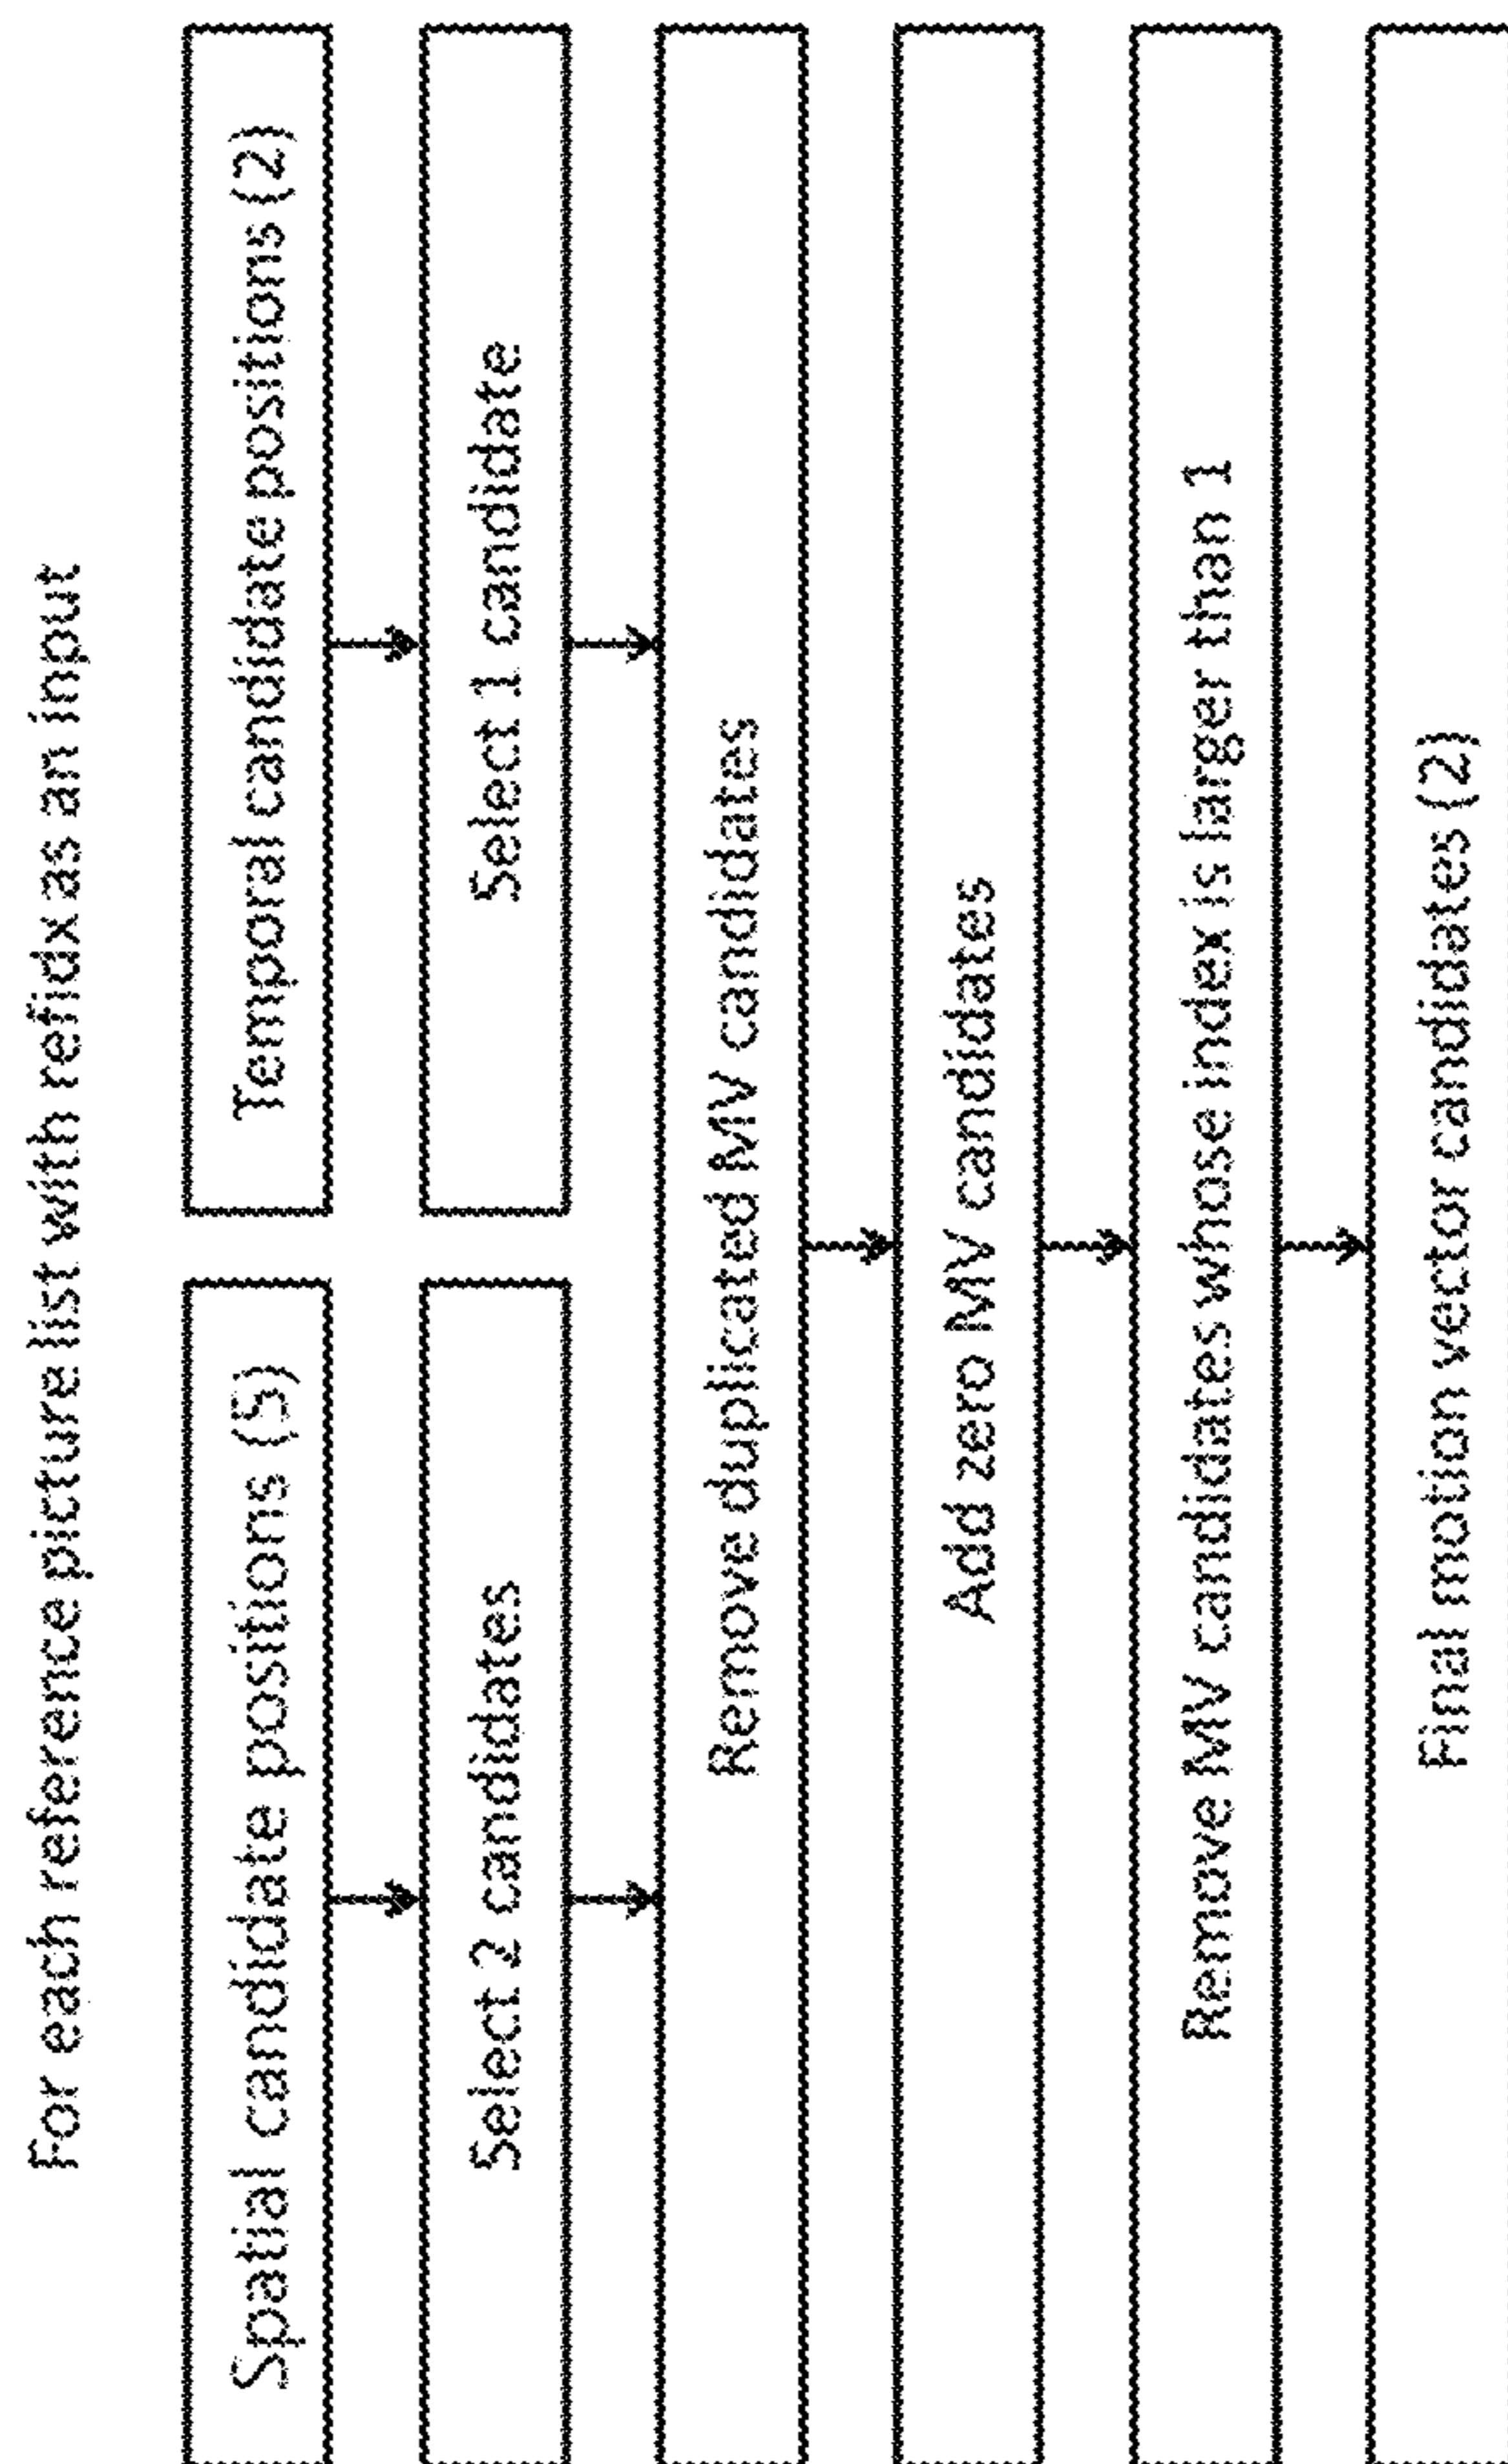 For each reference picture list with refidx as an input
Spatial candidate positions (5)
Temporal candidate positions (2)
Select 2 candidates
Select 1 candidate
Remove duplicated MV candidates
Add zero MV candidates
Remove MV candidates whose index is larger than 1
Final motion vector candidates (2)